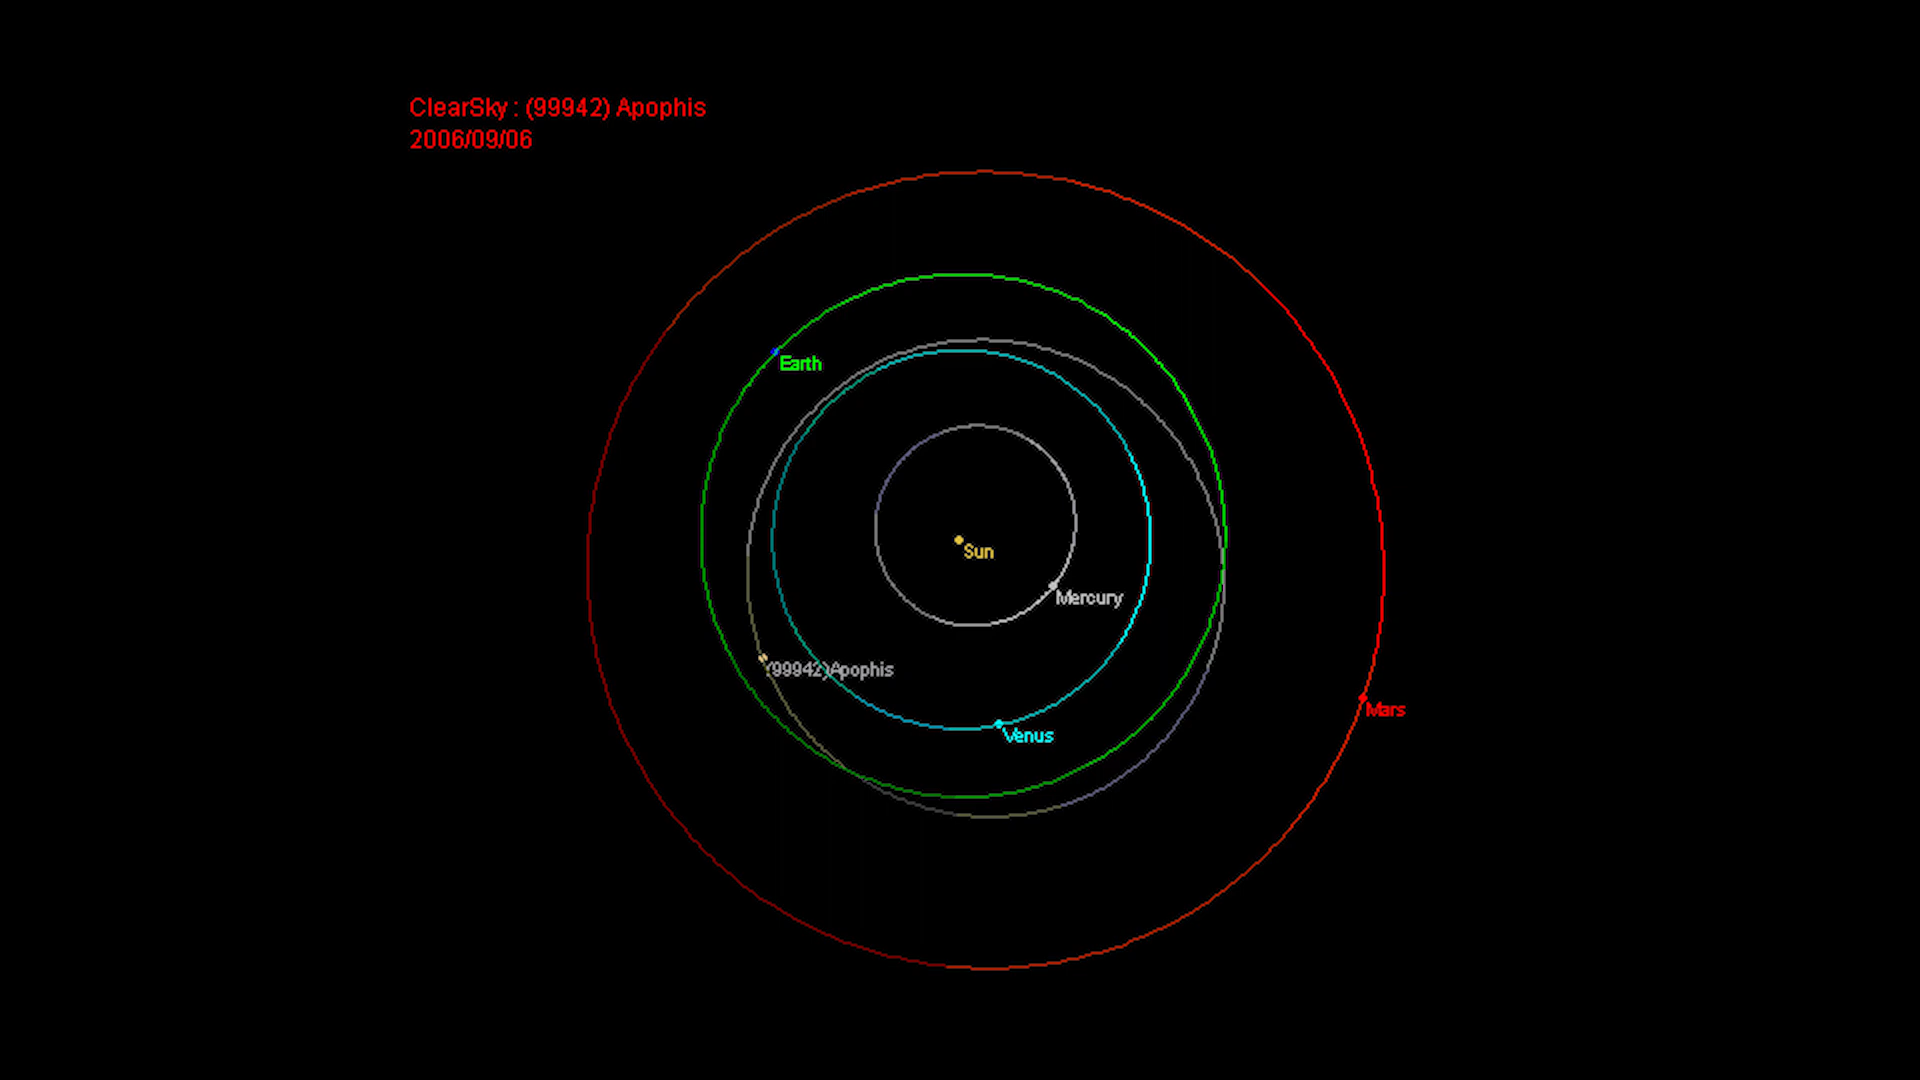 ClearSky : (99942) Apophis
2006/09/06
Earth
Sun
Mercury
(99942)Apophis
Mars
Venus